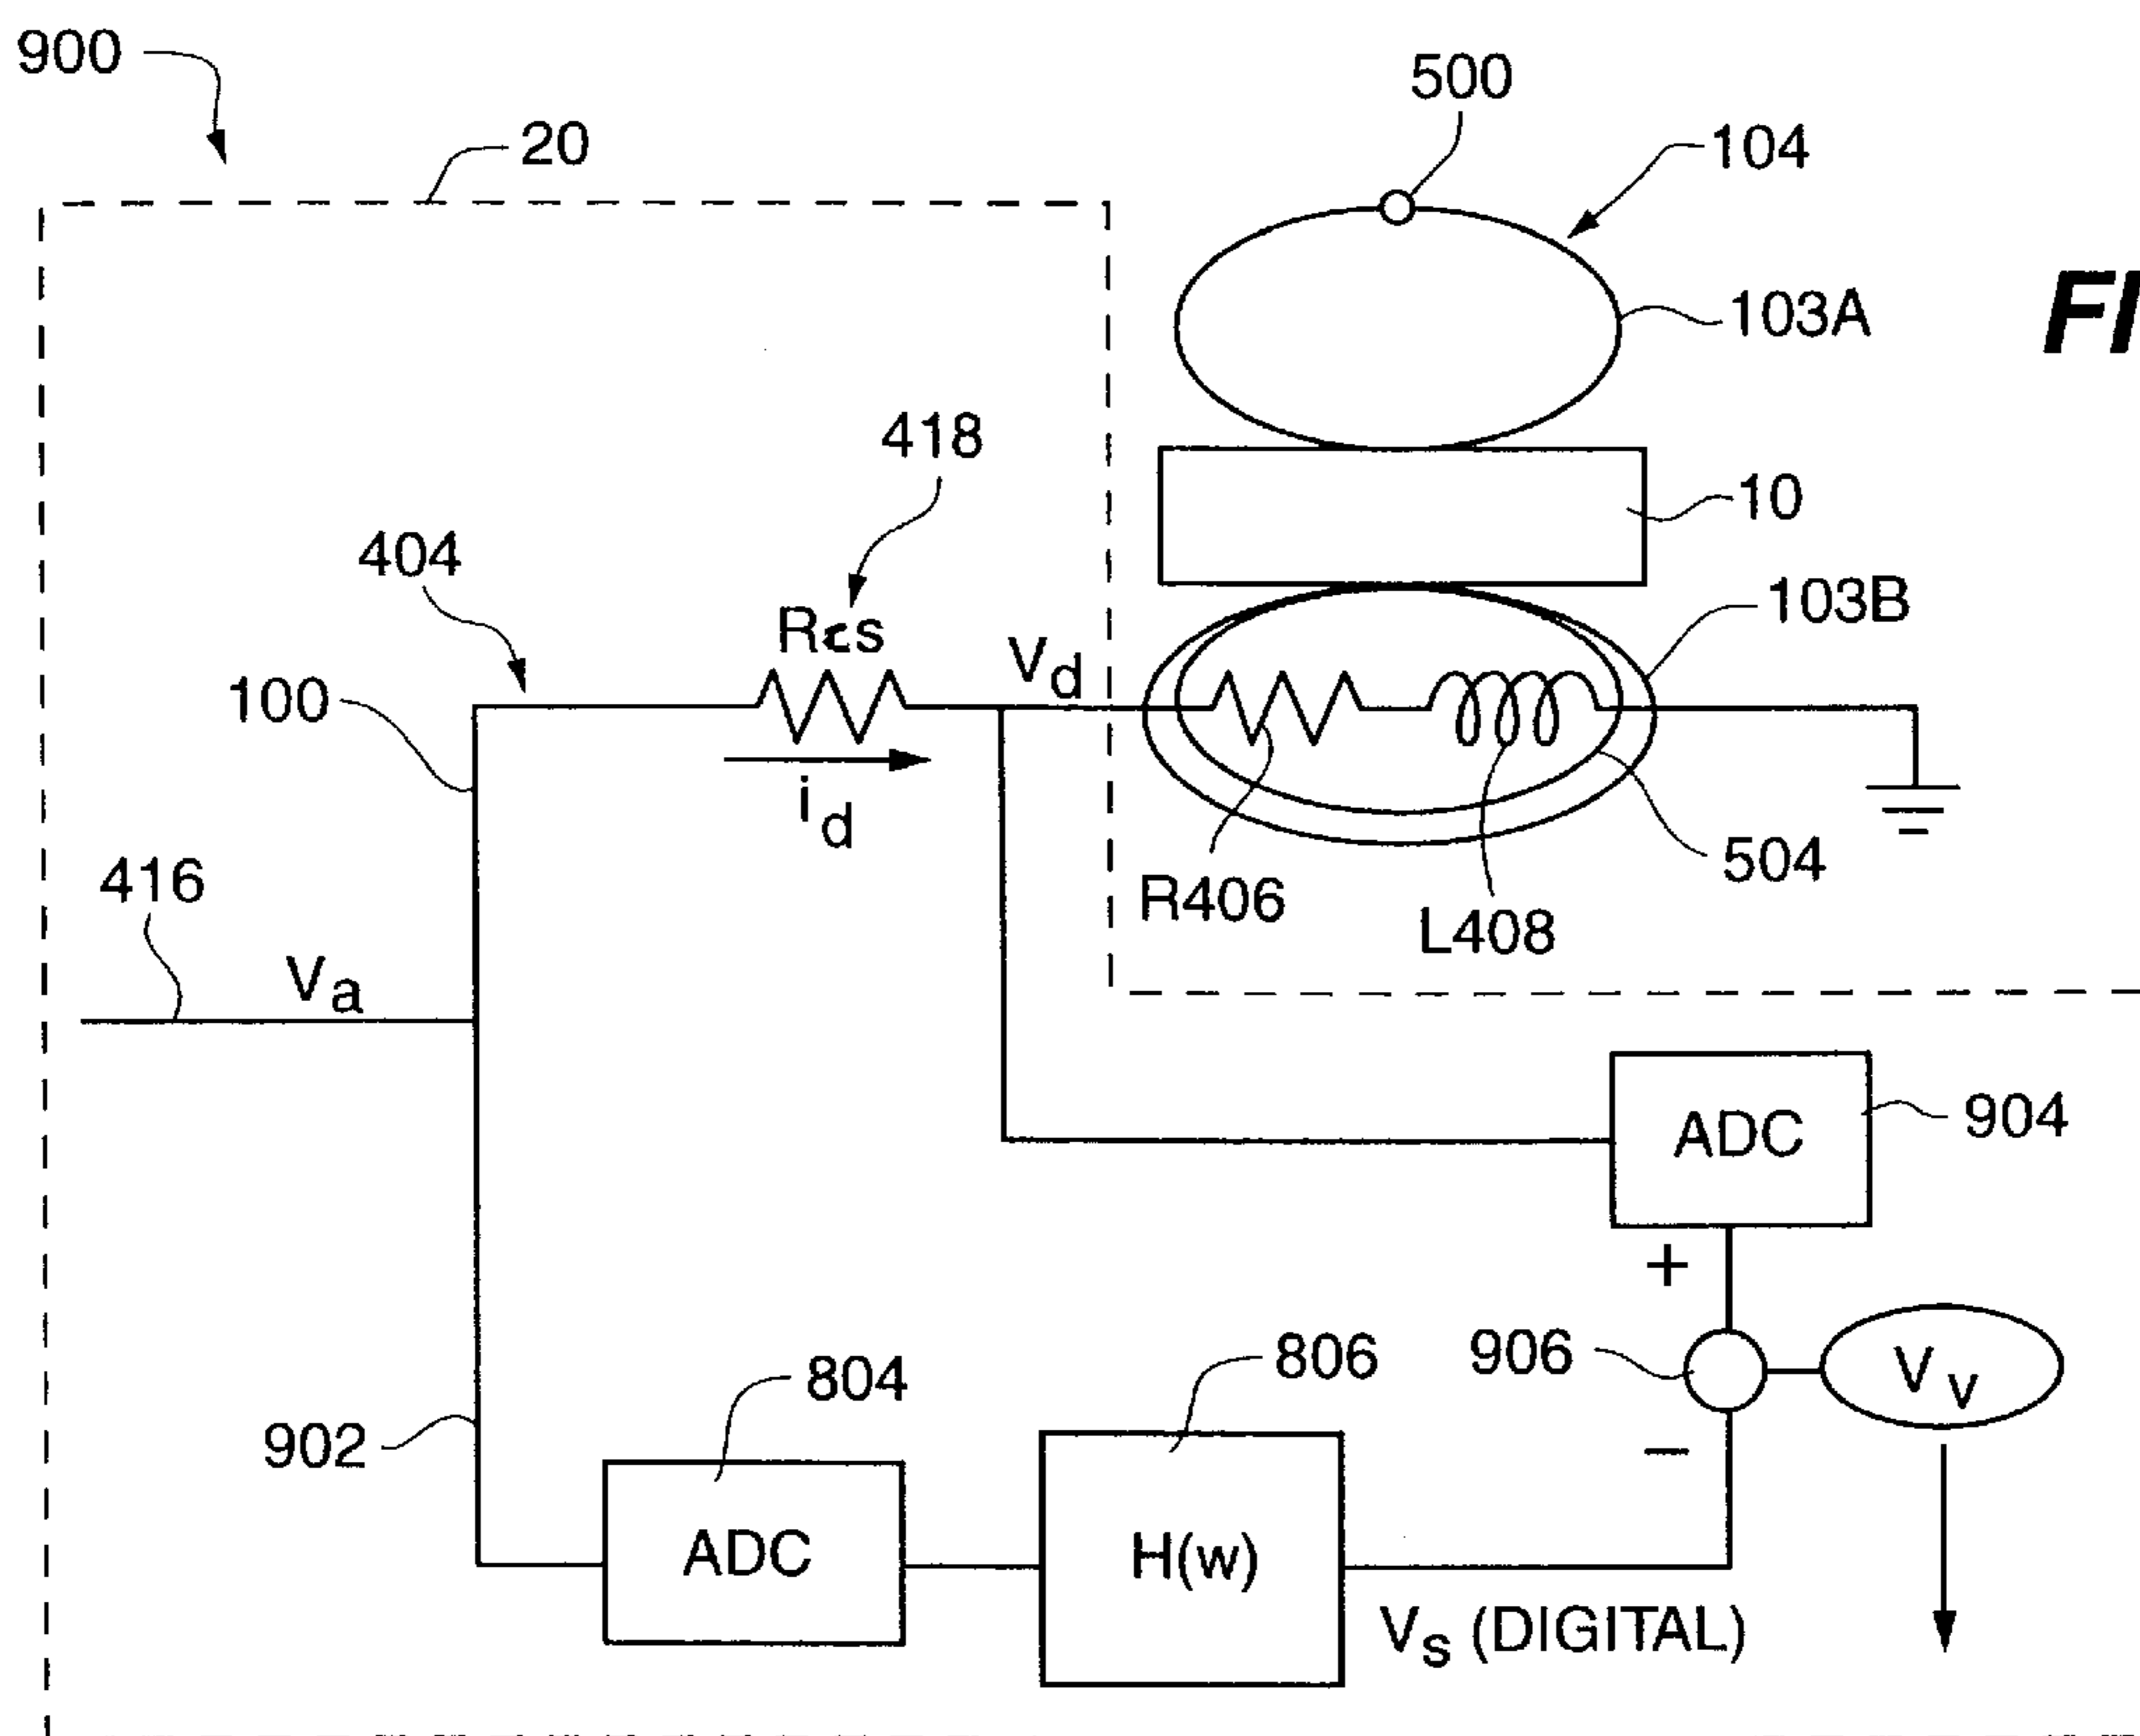 900
500
20
104
FI
103A
418
10
404
Rcs
103B
Vd
100
id
504
416
R406
L408
Va
ADC
904
+
906
Vv
806
804
−
902
ADC
H(w)
Vs (DIGITAL)